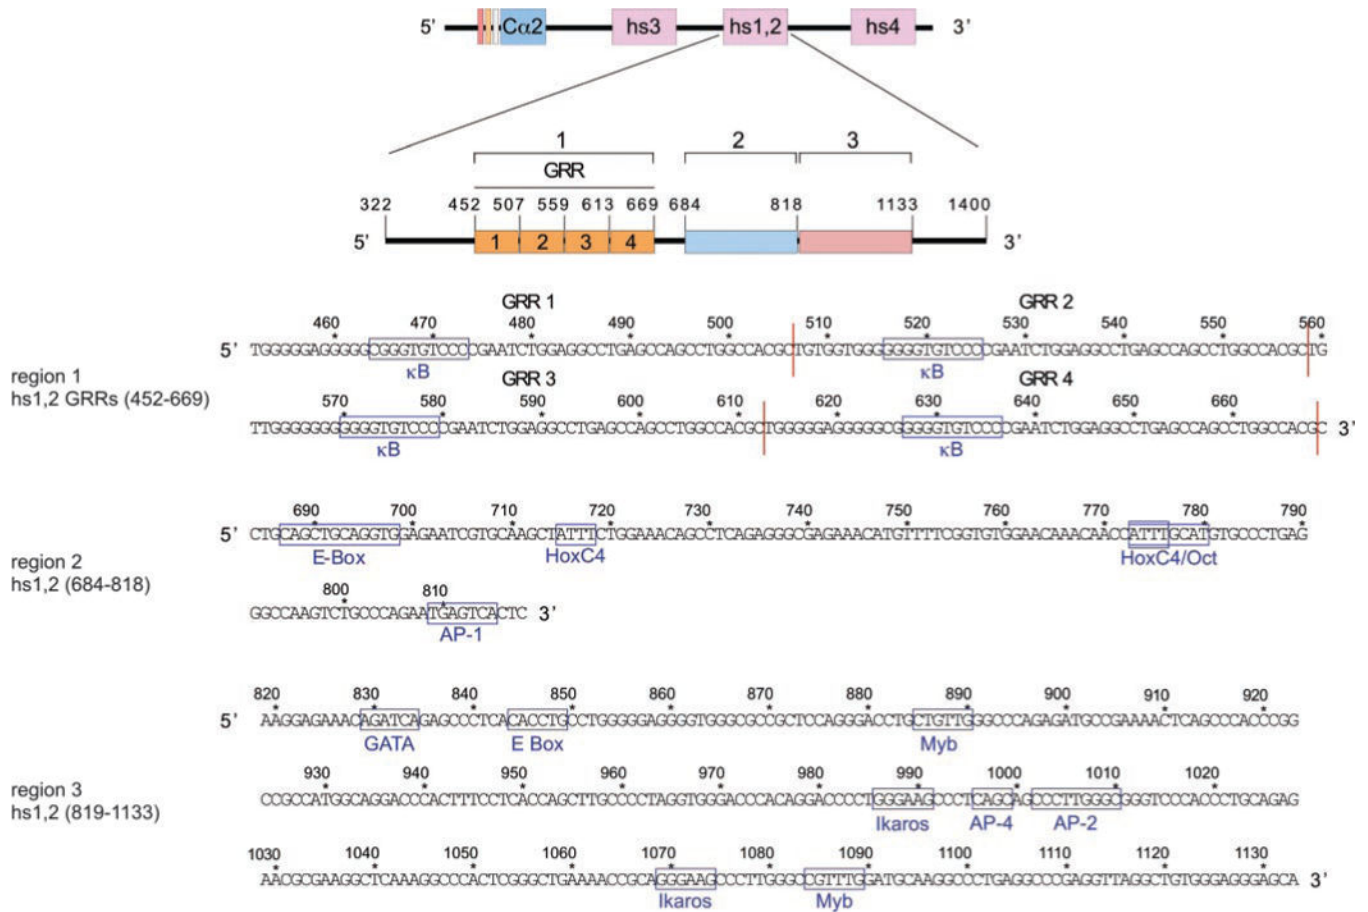 5' Cα2 hs3 hs1,2 hs4 3'
1 2 3
GRR
322 452 507 559 613 669 684 818 1133 1400
5' 1 2 3 4 3'
GRR 1 GRR 2
460 470 480 490 500 510 520 530 540 550 560
5' TGGGGGAGGGGGCGGGTGTCCCCGAATCTGGAGGCCTGAGCCAGCCTGGCCACGCTGTGGTGGGGGGGTGTCCCCGAATCTGGAGGCCTGAGCCAGCCTGGCCACGCTG
κB κB
region 1
hs1,2 GRRs (452-669)
GRR 3 GRR 4
570 580 590 600 610 620 630 640 650 660
TTGGGGGGGGGGGTGTCCCCGAATCTGGAGGCCTGAGCCAGCCTGGCCACGCTGGGGGAGGGGGCGGGGGTGTCCCCGAATCTGGAGGCCTGAGCCAGCCTGGCCACGC 3'
κB κB
690 700 710 720 730 740 750 760 770 780 790
5' CTGCAGCTGCAGGTGGAGAATCGTGCAAGCTATTTCTGGAAACAGCCTCAGAGGGCGAGAAACATGTTTTCGGTGTGGAACAAACAACCATTTGCATGTGCCCTGAG
E-Box HoxC4 HoxC4/Oct
region 2
hs1,2 (684-818)
800 810
GGCCAAGTCTGCCCAGAATGAGTCACTC 3'
AP-1
820 830 840 850 860 870 880 890 900 910 920
5' AAGGAGAAACAGATCAGAGCCCTCACACCTGCCTGGGGGAGGGGTGGGCGCCGCTCCAGGGACCTGCTGTTGGGCCCAGAGATGCCGAAAACTCAGCCCACCCGG
GATA E Box Myb
region 3
hs1,2 (819-1133)
930 940 950 960 970 980 990 1000 1010 1020
CCGCCATGGCAGGACCCACTTTCCTCACCAGCTTGCCCCTAGGTGGGACCCACAGGACCCCTGGGAAGCCCTCAGCAGCCCTTGGGCGGGTCCCACCCTGCAGAG
Ikaros AP-4 AP-2
1030 1040 1050 1060 1070 1080 1090 1100 1110 1120 1130
AACGCGAAGGCTCAAAGGCCCACTCGGGCTGAAAACCGCAGGGAAGCCCTTGGGCCGTTTGGATGCAAGGCCCTGAGGCCCGAGGTTAGGCTGTGGGAGGGAGCA 3'
Ikaros Myb